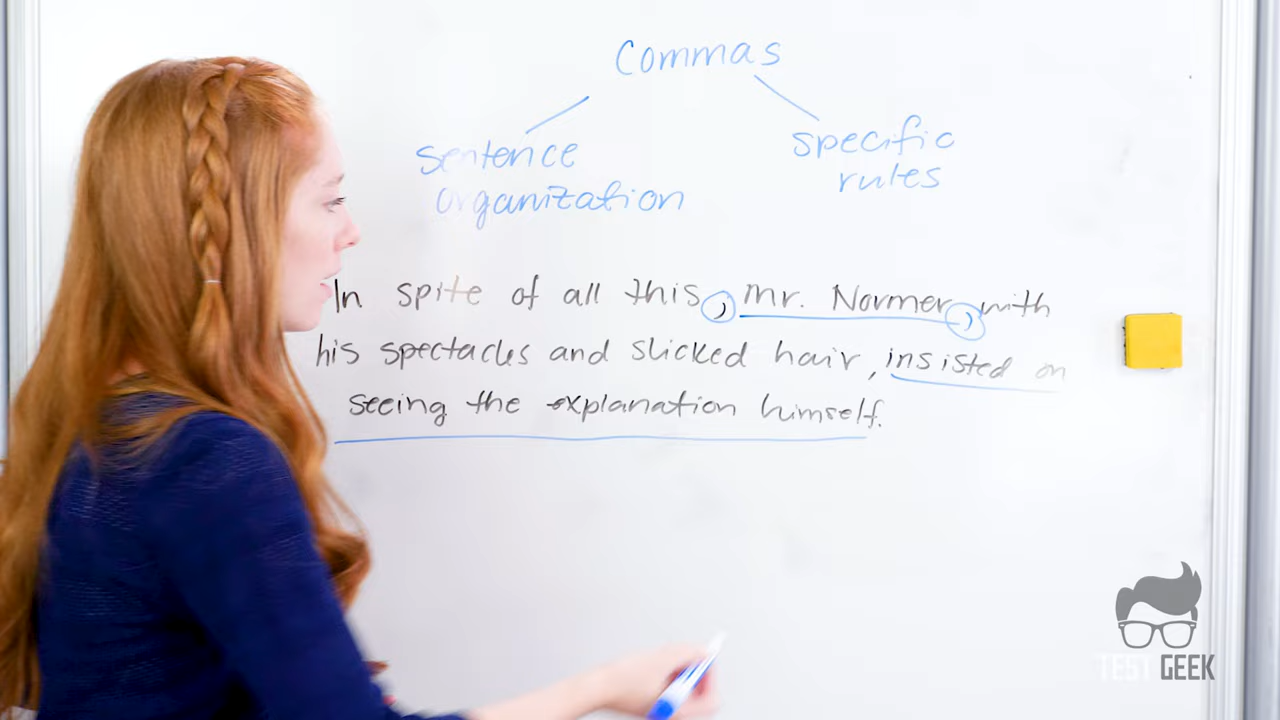 Commas
sentence
organization
specific
rules
In spite of all this, Mr. Normer, with
his spectacles and slicked hair, insisted on
seeing the explanation himself.
TEST GEEK